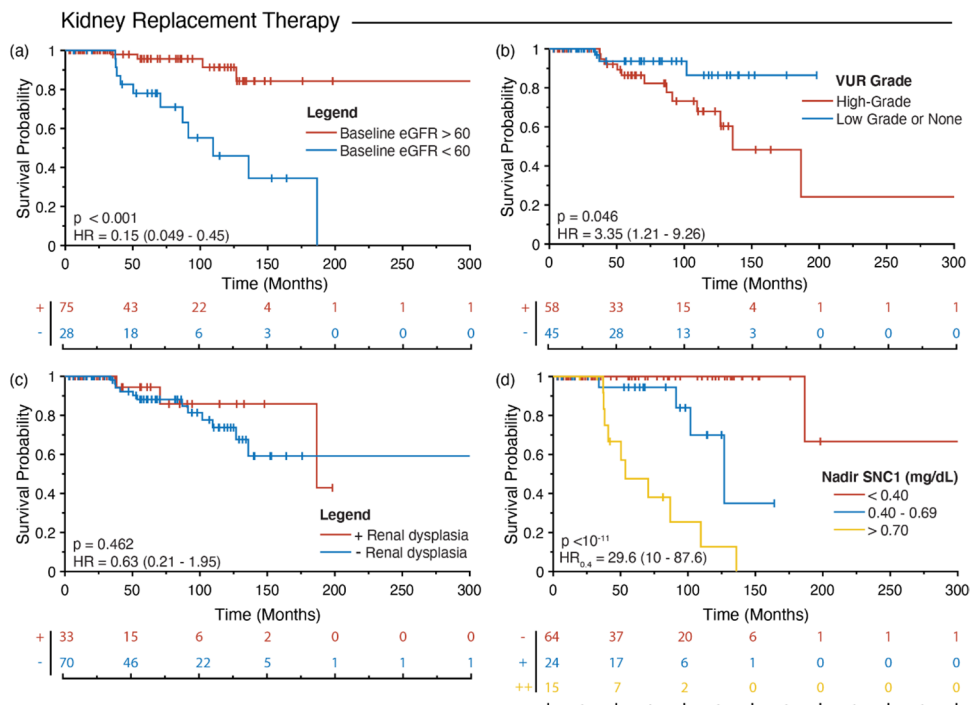 Kidney Replacement Therapy
(a)
Survival Probability
1
0.8
0.6
0.4
0.2
0
Legend
Baseline eGFR > 60
Baseline eGFR < 60
p < 0.001
HR = 0.15 (0.049 - 0.45)
0 50 100 150 200 250 300
Time (Months)
+ 75 43 22 4 1 1 1
- 28 18 6 3 0 0 0
(b)
Survival Probability
1
0.8
0.6
0.4
0.2
0
VUR Grade
High-Grade
Low Grade or None
p = 0.046
HR = 3.35 (1.21 - 9.26)
0 50 100 150 200 250 300
Time (Months)
+ 58 33 15 4 1 1 1
- 45 28 13 3 0 0 0
(c)
Survival Probability
1
0.8
0.6
0.4
0.2
0
Legend
+ Renal dysplasia
- Renal dysplasia
p = 0.462
HR = 0.63 (0.21 - 1.95)
0 50 100 150 200 250 300
Time (Months)
+ 33 15 6 2 0 0 0
- 70 46 22 5 1 1 1
(d)
Survival Probability
1
0.8
0.6
0.4
0.2
0
Nadir SNC1 (mg/dL)
< 0.40
0.40 - 0.69
> 0.70
p <10⁻¹¹
HR₀.₄ = 29.6 (10 - 87.6)
0 50 100 150 200 250 300
Time (Months)
- 64 37 20 6 1 1 1
+ 24 17 6 1 0 0 0
++ 15 7 2 0 0 0 0